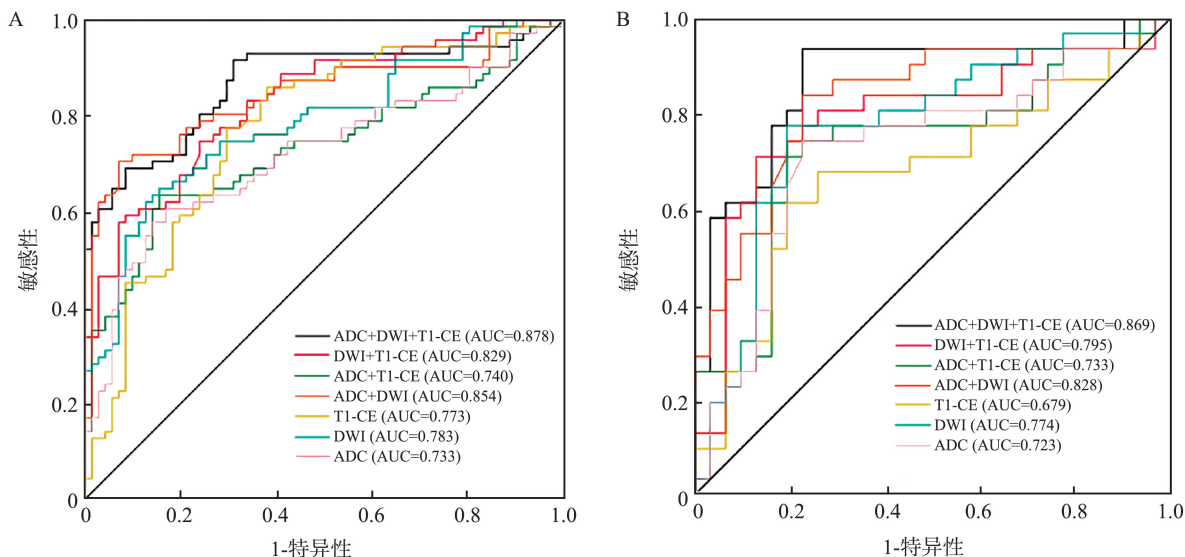 A
1.0
0.8
0.6
0.4
0.2
0
敏感性
ADC+DWI+T1-CE (AUC=0.878)
DWI+T1-CE (AUC=0.829)
ADC+T1-CE (AUC=0.740)
ADC+DWI (AUC=0.854)
T1-CE (AUC=0.773)
DWI (AUC=0.783)
ADC (AUC=0.733)
0 0.2 0.4 0.6 0.8 1.0
1-特异性
B
1.0
0.8
0.6
0.4
0.2
0
敏感性
ADC+DWI+T1-CE (AUC=0.869)
DWI+T1-CE (AUC=0.795)
ADC+T1-CE (AUC=0.733)
ADC+DWI (AUC=0.828)
T1-CE (AUC=0.679)
DWI (AUC=0.774)
ADC (AUC=0.723)
0 0.2 0.4 0.6 0.8 1.0
1-特异性